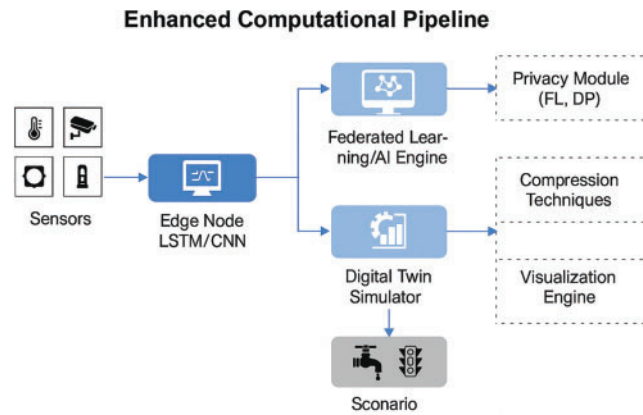 Enhanced Computational Pipeline
Sensors
Edge Node
LSTM/CNN
Federated Lear-
ning/AI Engine
Privacy Module
(FL, DP)
Digital Twin
Simulator
Compression
Techniques
Visualization
Engine
Sconario